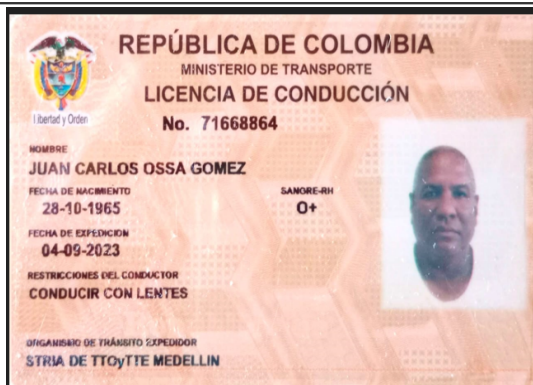 REPÚBLICA DE COLOMBIA
MINISTERIO DE TRANSPORTE
LICENCIA DE CONDUCCIÓN
Libertad y Orden
No. 71668864
NOMBRE
JUAN CARLOS OSSA GOMEZ
FECHA DE NACIMIENTO SANGRE-RH
28-10-1965 O+
FECHA DE EXPEDICION
04-09-2023
RESTRICCIONES DEL CONDUCTOR
CONDUCIR CON LENTES
ORGANISMO DE TRÁNSITO EXPEDIDOR
STRIA DE TTOyTTE MEDELLIN